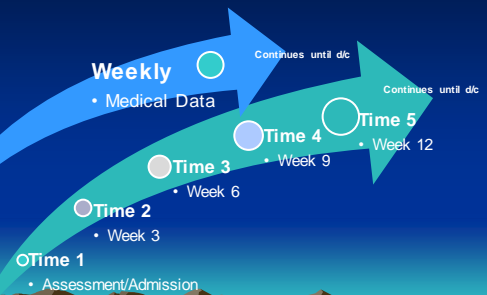 Continues until d/c
Weekly
• Medical Data
Continues until d/c
Time 5
• Week 12
Time 4
• Week 9
Time 3
• Week 6
Time 2
• Week 3
Time 1
• Assessment/Admission